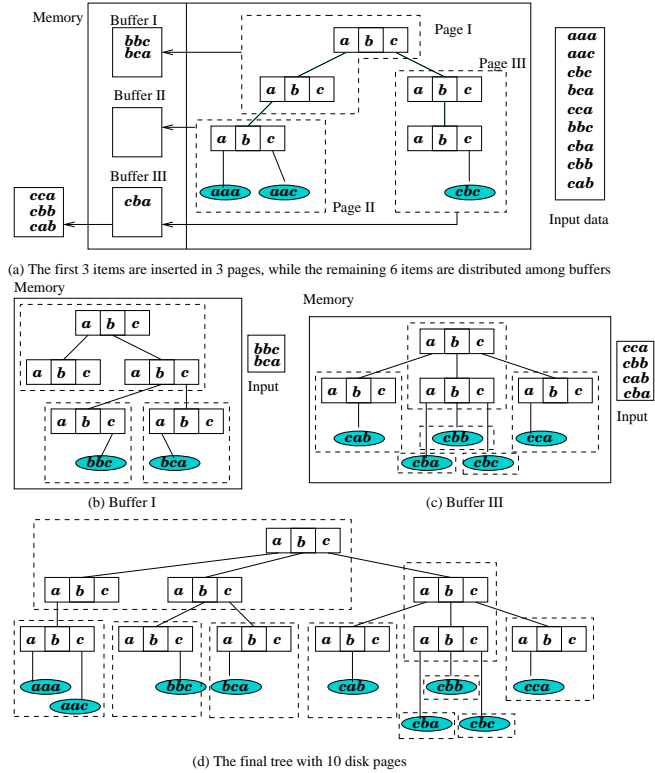 Memory
Buffer I
bbc
bca
Buffer II
Buffer III
cba
cca
cbb
cab
Page I
a b c
a b c
Page III
a b c
a b c
a b c
aaa aac
cbc
Page II
aaa
aac
cbc
bca
cca
bbc
cba
cbb
cab
Input data
(a) The first 3 items are inserted in 3 pages, while the remaining 6 items are distributed among buffers
Memory
a b c
a b c a b c
a b c a b c
bbc bca
bbc
bca
Input
(b) Buffer I
Memory
a b c
a b c a b c a b c
cab cbb cca
cba cbc
cca
cbb
cab
cba
Input
(c) Buffer III
a b c
a b c a b c a b c
a b c a b c a b c a b c a b c a b c
aaa bbc bca cab cbb cca
aac
cba cbc
(d) The final tree with 10 disk pages